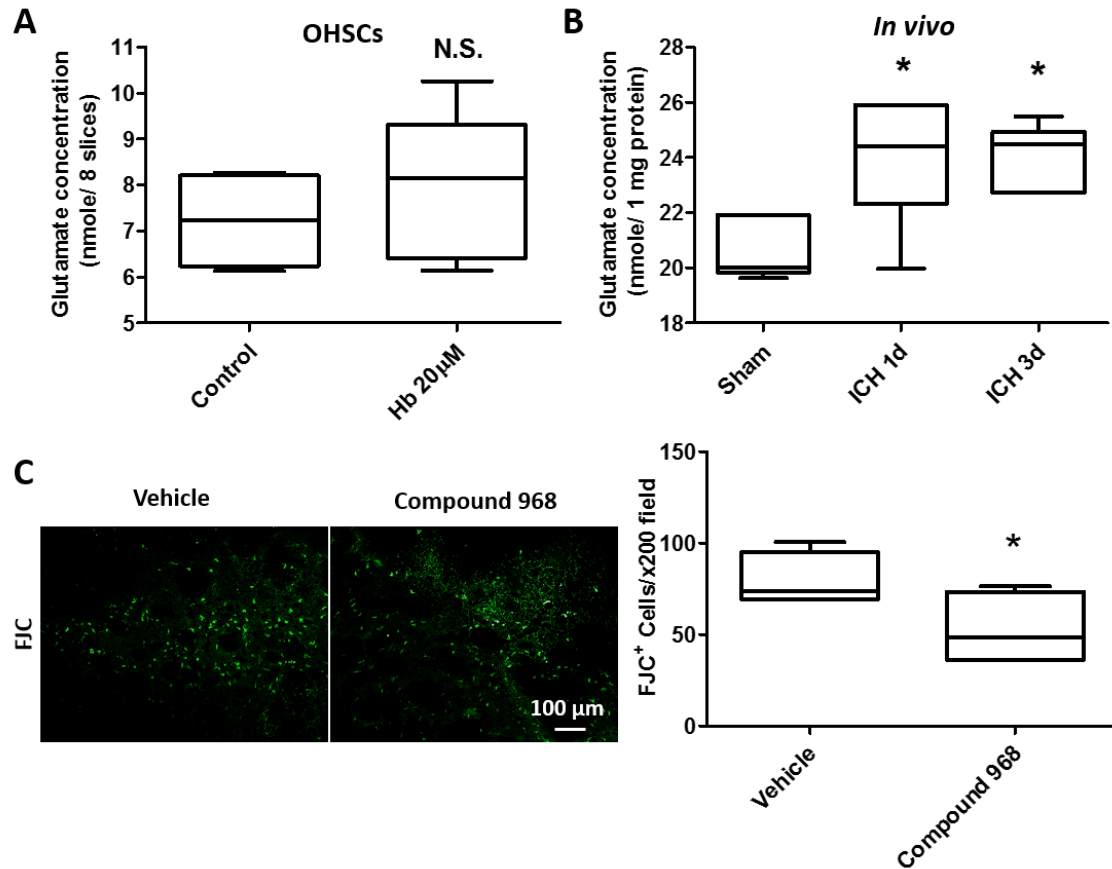 A
OHSCs
N.S.
Glutamate concentration
(nmole/ 8 slices)
11
10
9
8
7
6
5
Control
Hb 20µM
B
In vivo
*
*
Glutamate concentration
(nmole/ 1 mg protein)
28
26
24
22
20
18
Sham
ICH 1d
ICH 3d
C
Vehicle
Compound 968
FJC
100 µm
FJC+ Cells/x200 field
150
100
50
0
*
Vehicle
Compound 968